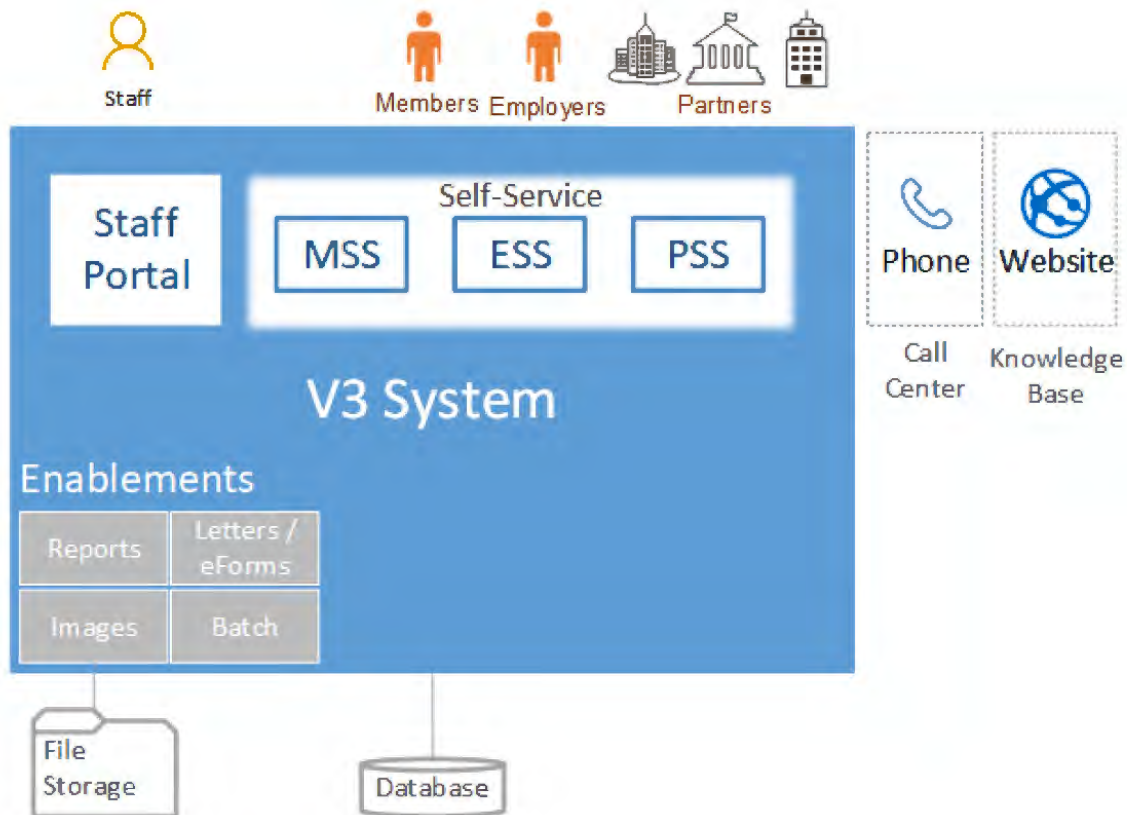 Staff
Members
Employers
Partners
Staff
Portal
Self-Service
MSS
ESS
PSS
Phone
Website
Call
Center
Knowledge
Base
V3 System
Enablements
Reports
Letters /
eForms
Images
Batch
File
Storage
Database